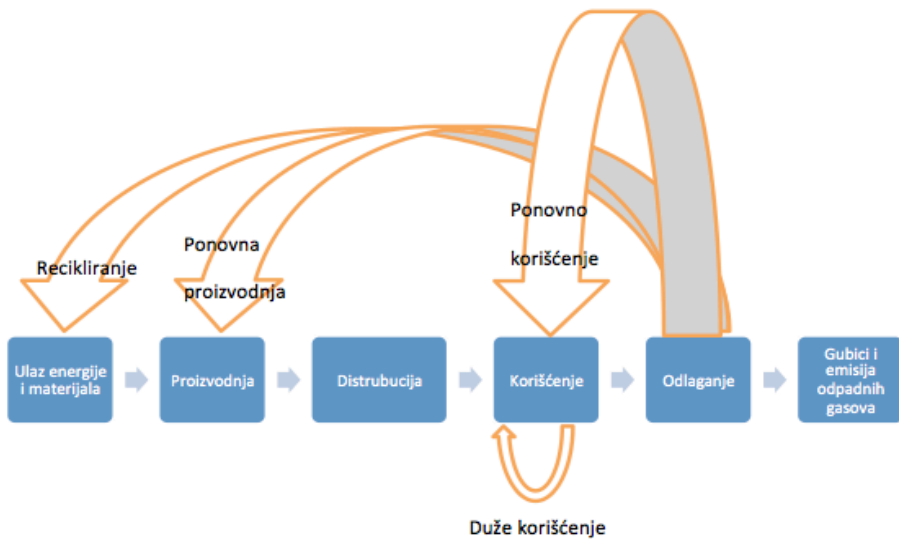 Ponovno
korišćenje
Ponovna
proizvodnja
Recikliranje
Ulaz energije
i materijala
Proizvodnja
Distrubucija
Korišćenje
Odlaganje
Gubici i
emisija
odpadnih
gasova
Duže korišćenje